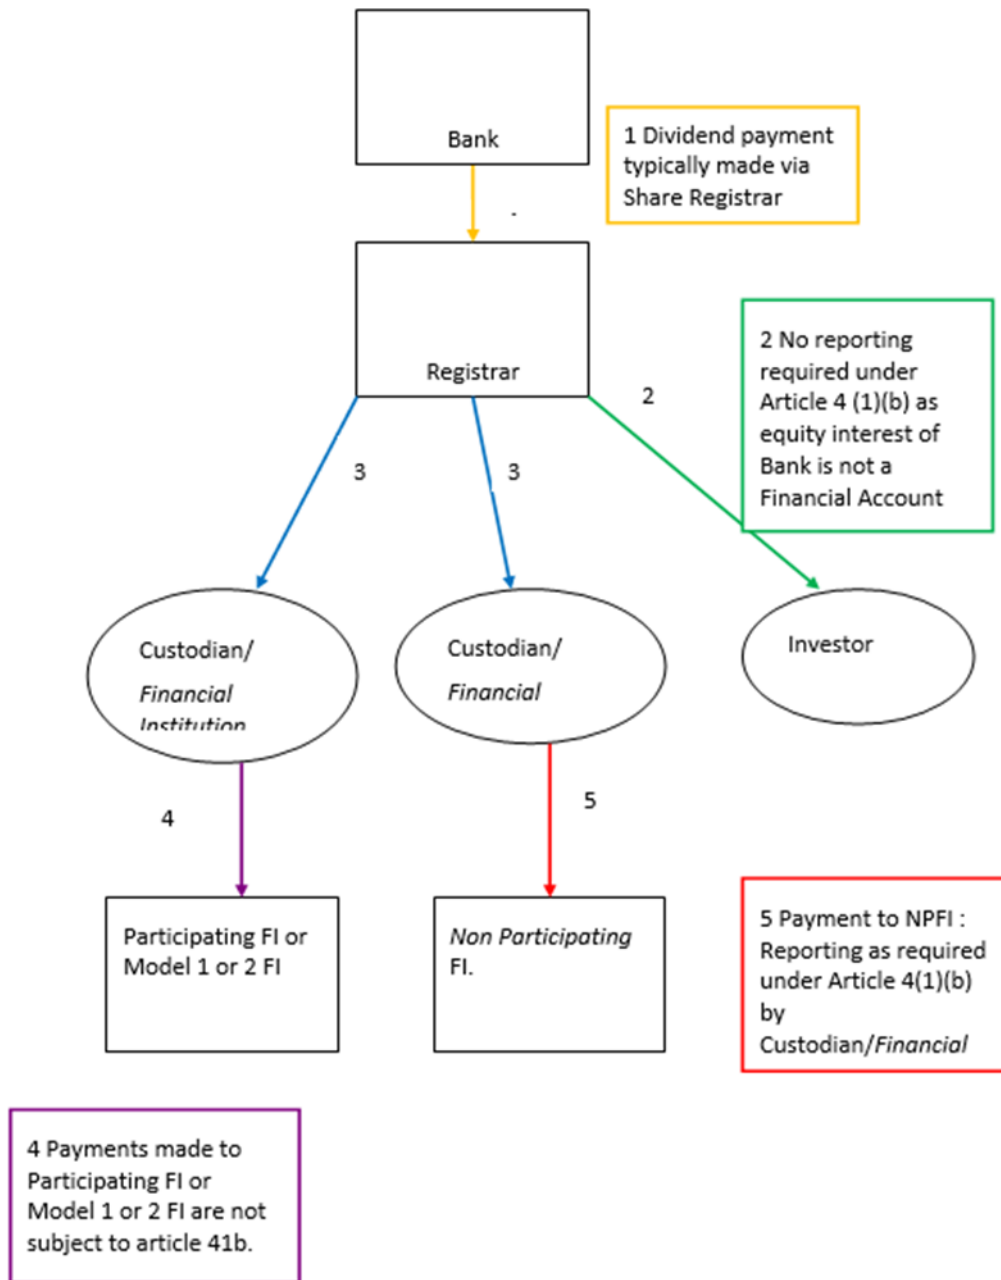 Bank
1 Dividend payment
typically made via
Share Registrar
Registrar
2
2 No reporting
required under
Article 4 (1)(b) as
equity interest of
Bank is not a
Financial Account
3
3
Custodian/
Financial
Institution
Custodian/
Financial
Investor
4
5
Participating FI or
Model 1 or 2 FI
Non Participating
FI.
5 Payment to NPFI :
Reporting as required
under Article 4(1)(b)
by
Custodian/Financial
4 Payments made to
Participating FI or
Model 1 or 2 FI are not
subject to article 41b.